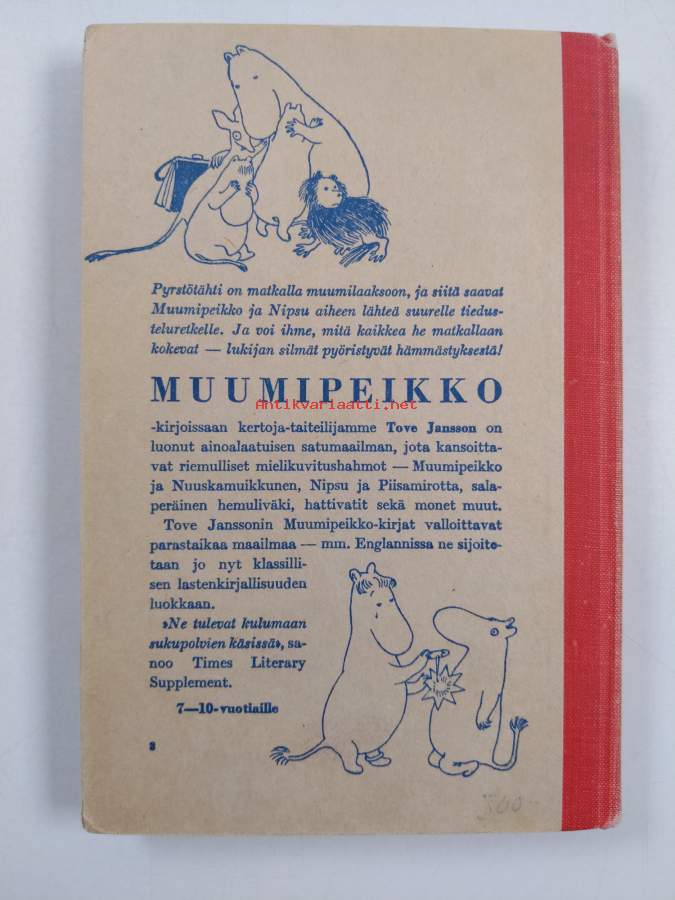 Pyrstötähti on matkalla muumilaaksoon, ja siitä saavat
Muumipeikko ja Nipsu aiheen lähteä suurelle tiedus-
teluretkelle. Ja voi ihme, mitä kaikkea he matkallaan
kokevat — lukijan silmät pyöristyvät hämmästyksestä!
MUUMIPEIKKO
Antikvariaatti.net
-kirjoissaan kertoja-taiteilijamme Tove Jansson on
luonut ainoalaatuisen satumaailman, jota kansoitta-
vat riemulliset mielikuvitushahmot — Muumipeikko
ja Nuuskamuikkunen, Nipsu ja Piisamirotta, sala-
peräinen hemuliväki, hattivatit sekä monet muut.
Tove Janssonin Muumipeikko-kirjat valloittavat
parastaikaa maailmaa — mm. Englannissa ne sijoite-
taan jo nyt klassilli-
sen lastenkirjallisuuden
luokkaan.
»Ne tulevat kulumaan
sukupolvien käsissä», sa-
noo Times Literary
Supplement.
7—10-vuotiaille
3